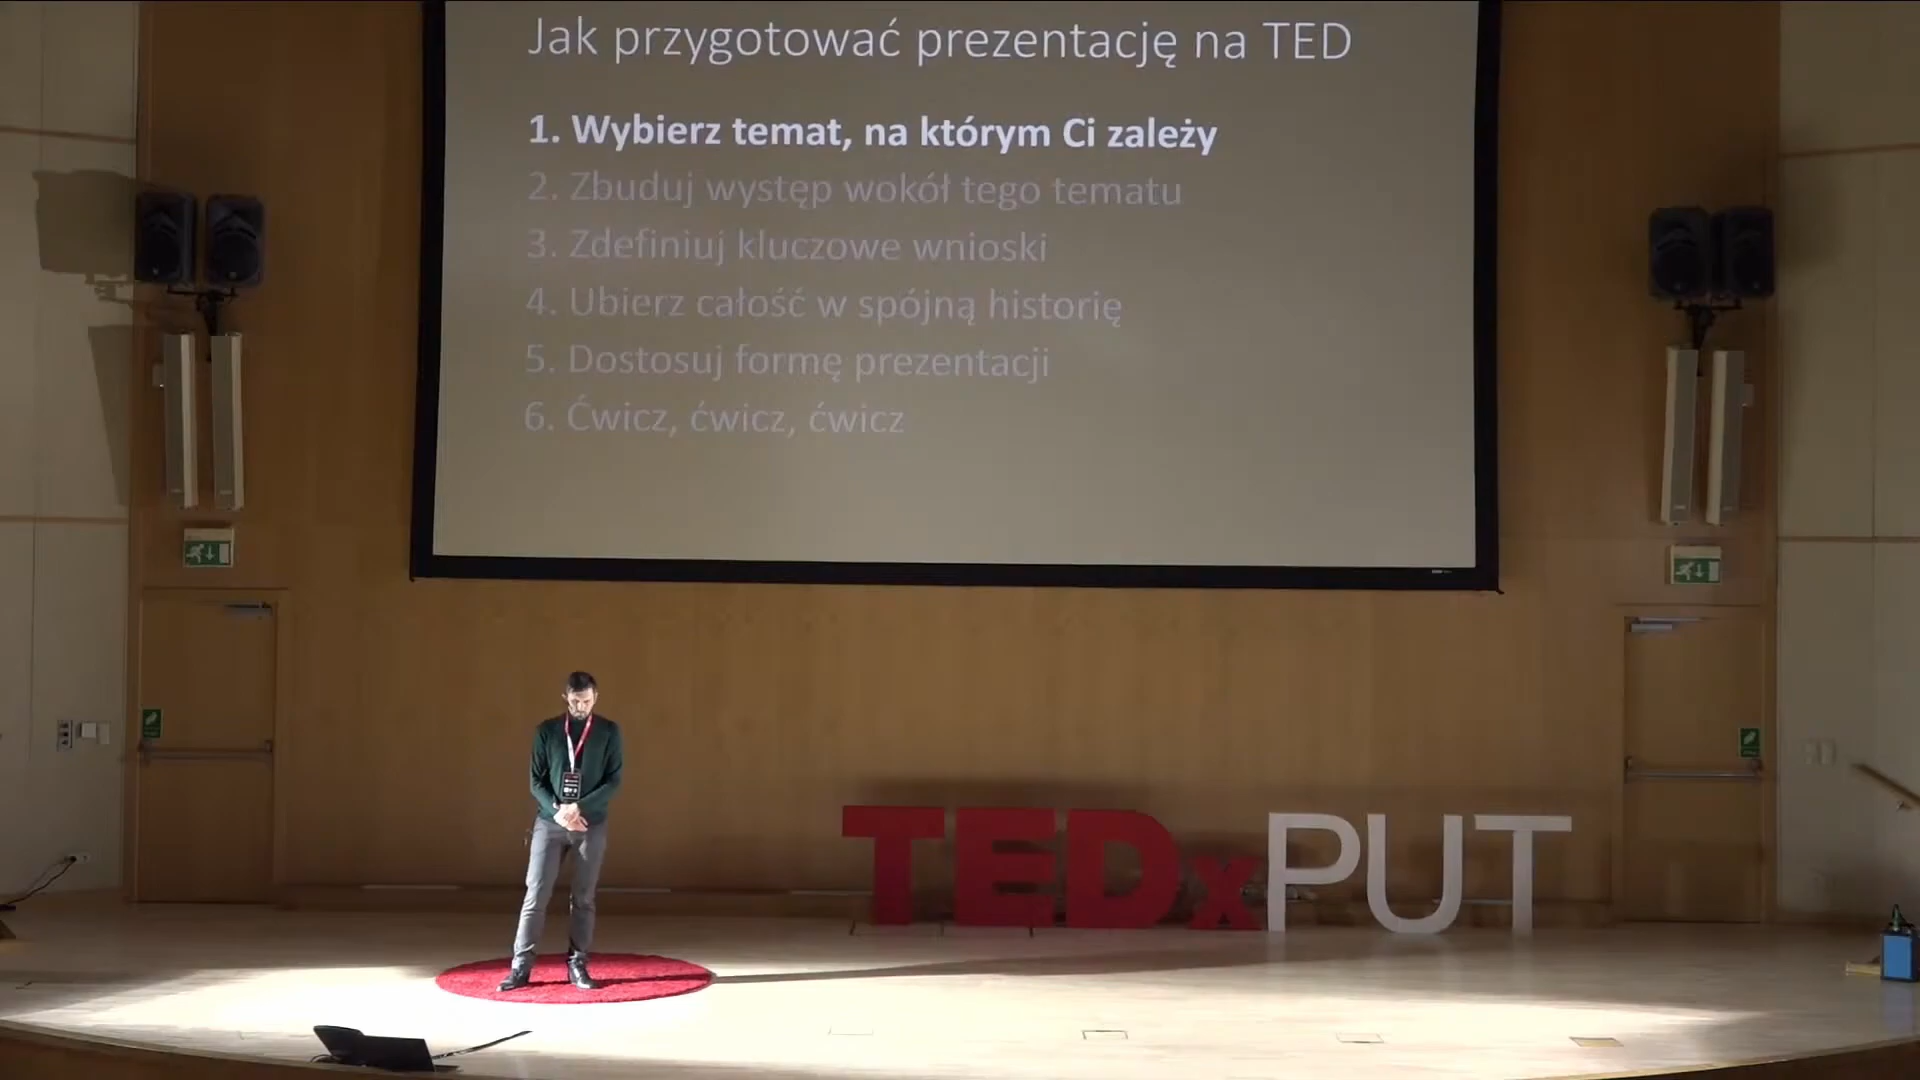 Jak przygotować prezentację na TED
1. Wybierz temat, na którym Ci zależy
2. Zbuduj występ wokół tego tematu
3. Zdefiniuj kluczowe wnioski
4. Ubierz całość w spójną historię
5. Dostosuj formę prezentacji
6. Ćwicz, ćwicz, ćwicz
TEDxPUT